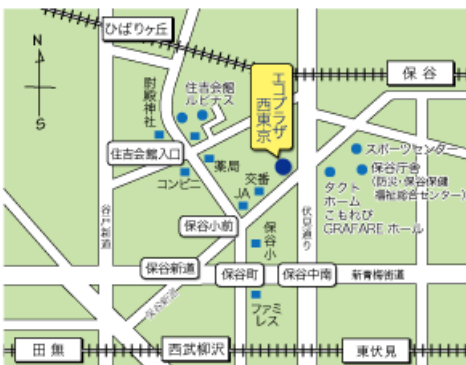 ひばりヶ丘
N
S
保谷
エコプラザ
西東京
住吉会館
ルピナス
尉殿神社
住吉会館入口
薬局
コンビニ
交番
JA
スポーツセンター
保谷庁舎
(防災・保谷保健
福祉総合センター)
タクト
ホーム
こもれび
GRAFARE ホール
谷戸新道
保谷小前
伏見通り
保谷小
保谷新道
保谷町
保谷中南
新青梅街道
保谷新道
ファミ
レス
田無
西武柳沢
東伏見